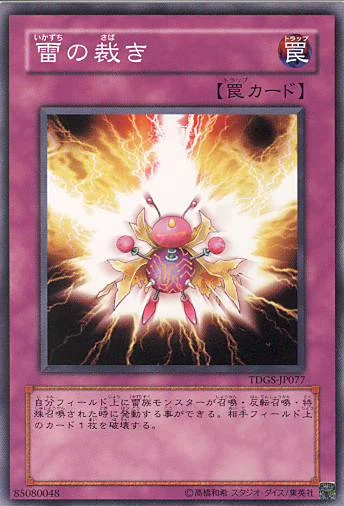 雷の裁き
罠
【罠カード】
TDGS-JP077
自分フィールド上に雷族モンスターが召喚・反転召喚・特
殊召喚された時に発動する事ができる。相手フィールド上
のカード１枚を破壊する。
85080048
©高橋和希 スタジオ・ダイス/集英社